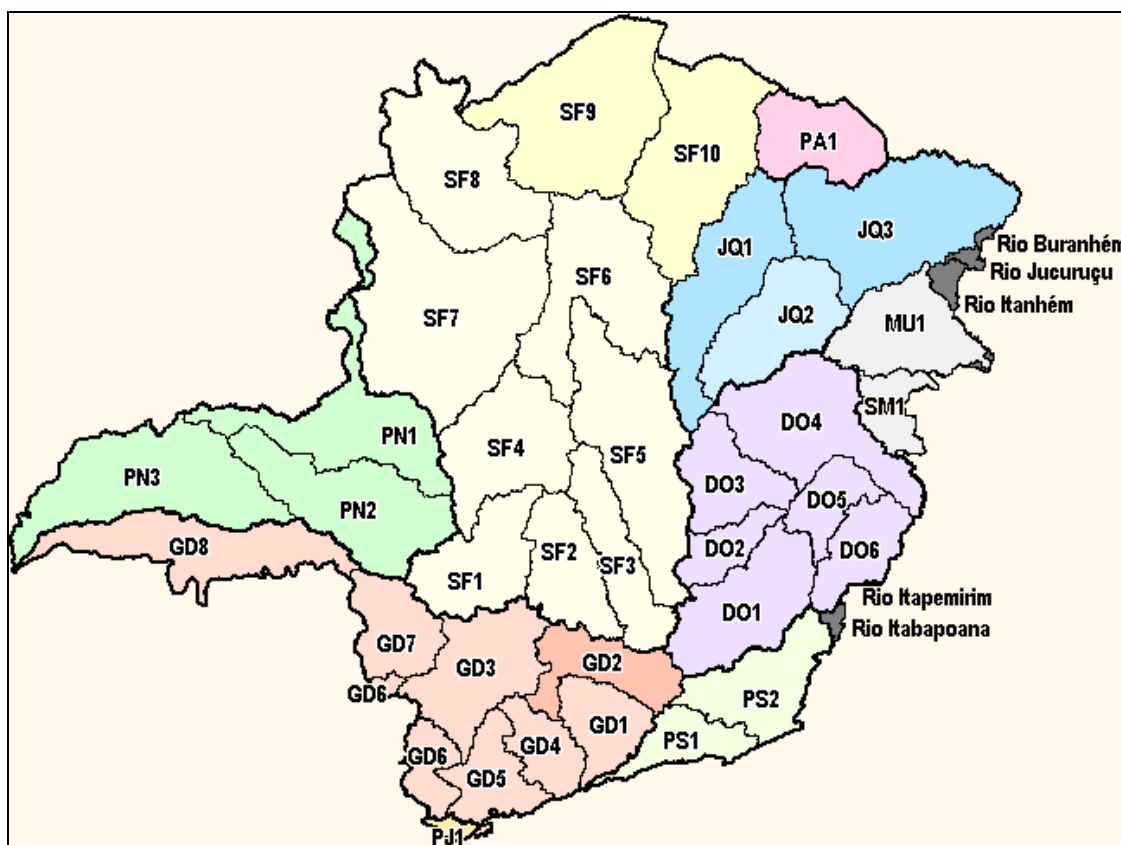 SF9
PA1
SF10
SF8
JQ3
JQ1
Rio Buranhém
SF6
Rio Jucuruçu
Rio Itanhém
JQ2
SF7
MU1
SM1
DO4
PN1
SF4
SF5
PN3
DO3
DO5
PN2
GD8
SF2
DO2
DO6
SF3
SF1
Rio Itapemirim
DO1
Rio Itabapoana
GD7
GD2
GD3
GD6
PS2
GD1
PS1
GD4
GD6
GD5
PJ1